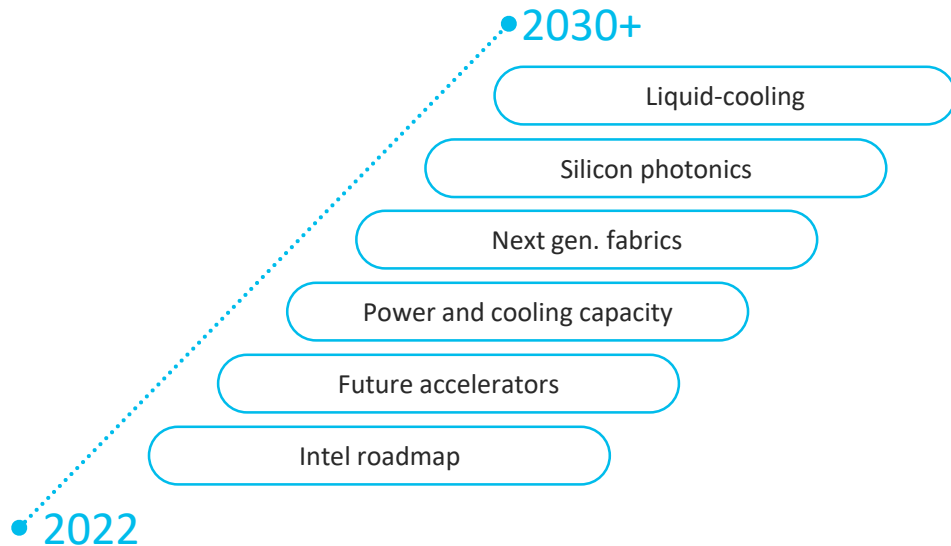 2030+
Liquid-cooling
Silicon photonics
Next gen. fabrics
Power and cooling capacity
Future accelerators
Intel roadmap
2022